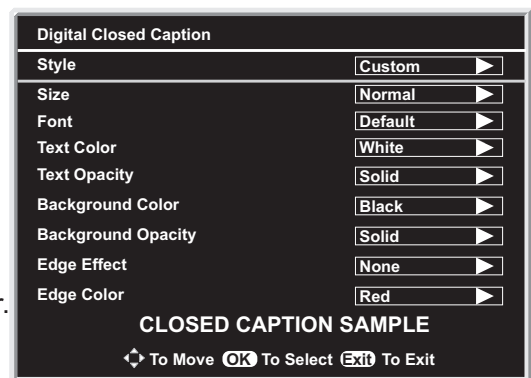 Digital Closed Caption
Style Custom
Size Normal
Font Default
Text Color White
Text Opacity Solid
Background Color Black
Background Opacity Solid
Edge Effect None
Edge Color Red
CLOSED CAPTION SAMPLE
To Move OK To Select Exit To Exit